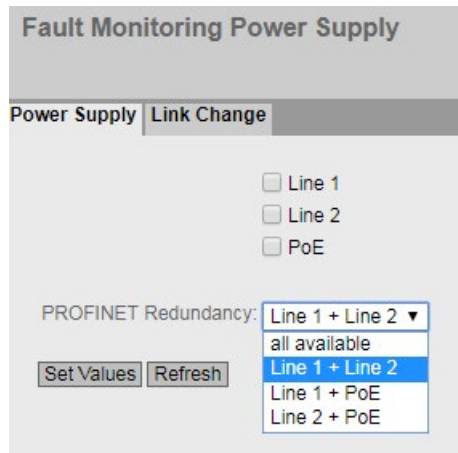 Fault Monitoring Power Supply
Power Supply Link Change
Line 1
Line 2
PoE
PROFINET Redundancy: Line 1 + Line 2
all available
Line 1 + Line 2
Line 1 + PoE
Line 2 + PoE
Set Values Refresh